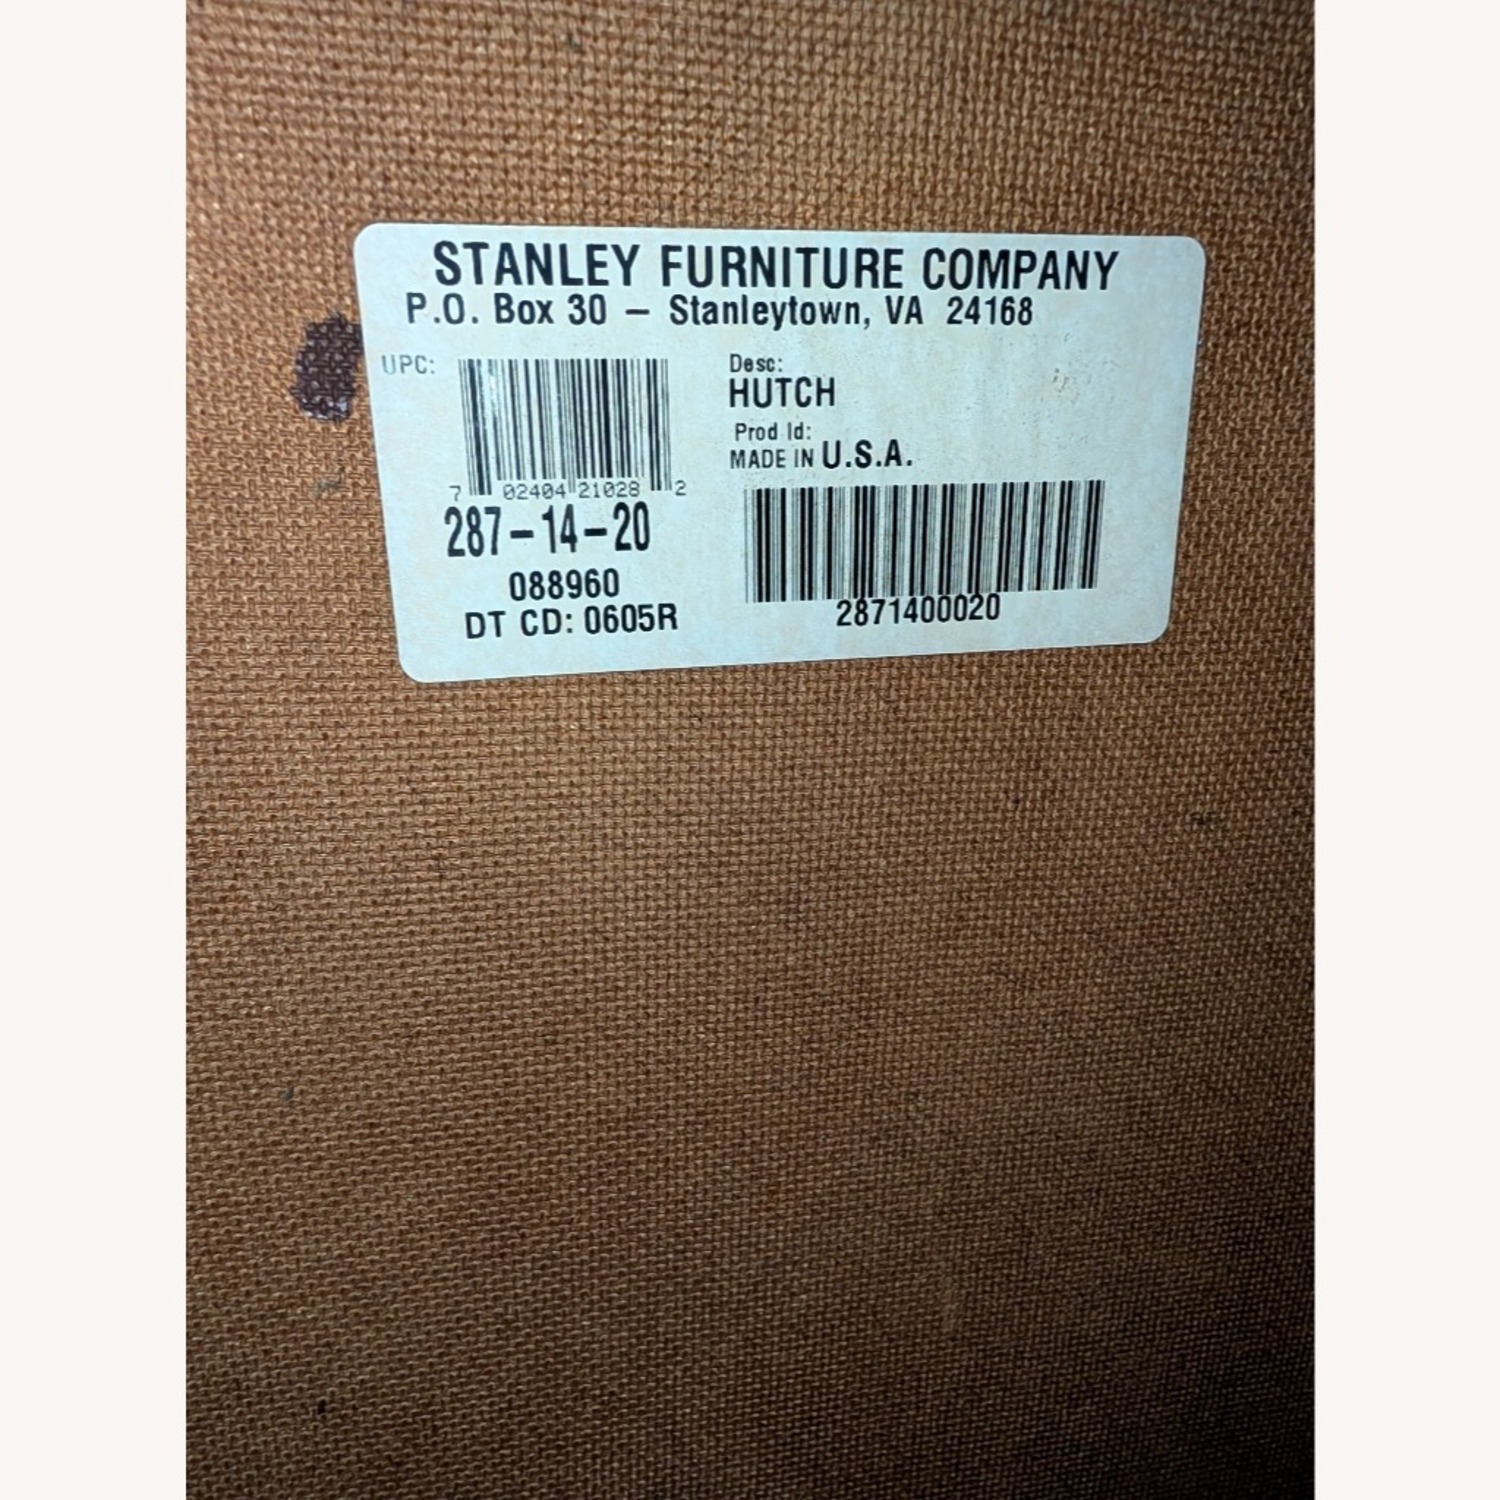 STANLEY FURNITURE COMPANY
P.O. Box 30 – Stanleytown, VA 24168
UPC:
7 02404 21028 2
287-14-20
088960
DT CD: 0605R
Desc:
HUTCH
Prod Id:
MADE IN U.S.A.
2871400020